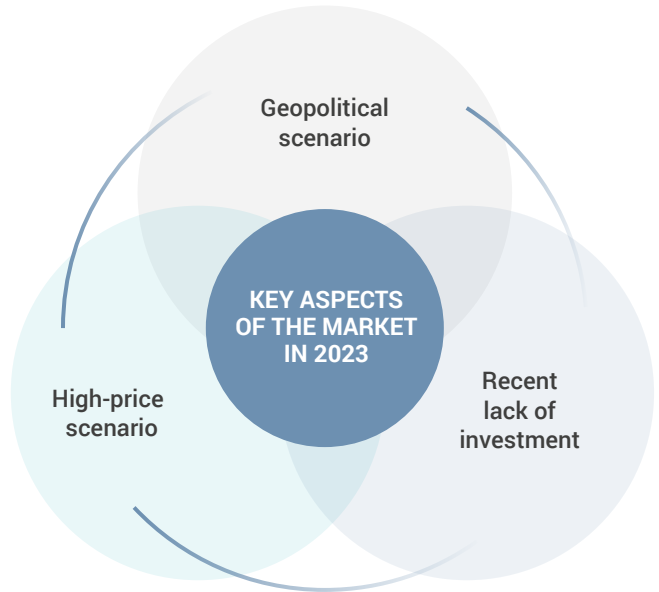 Geopolitical
scenario
KEY ASPECTS
OF THE MARKET
IN 2023
High-price
scenario
Recent
lack of
investment